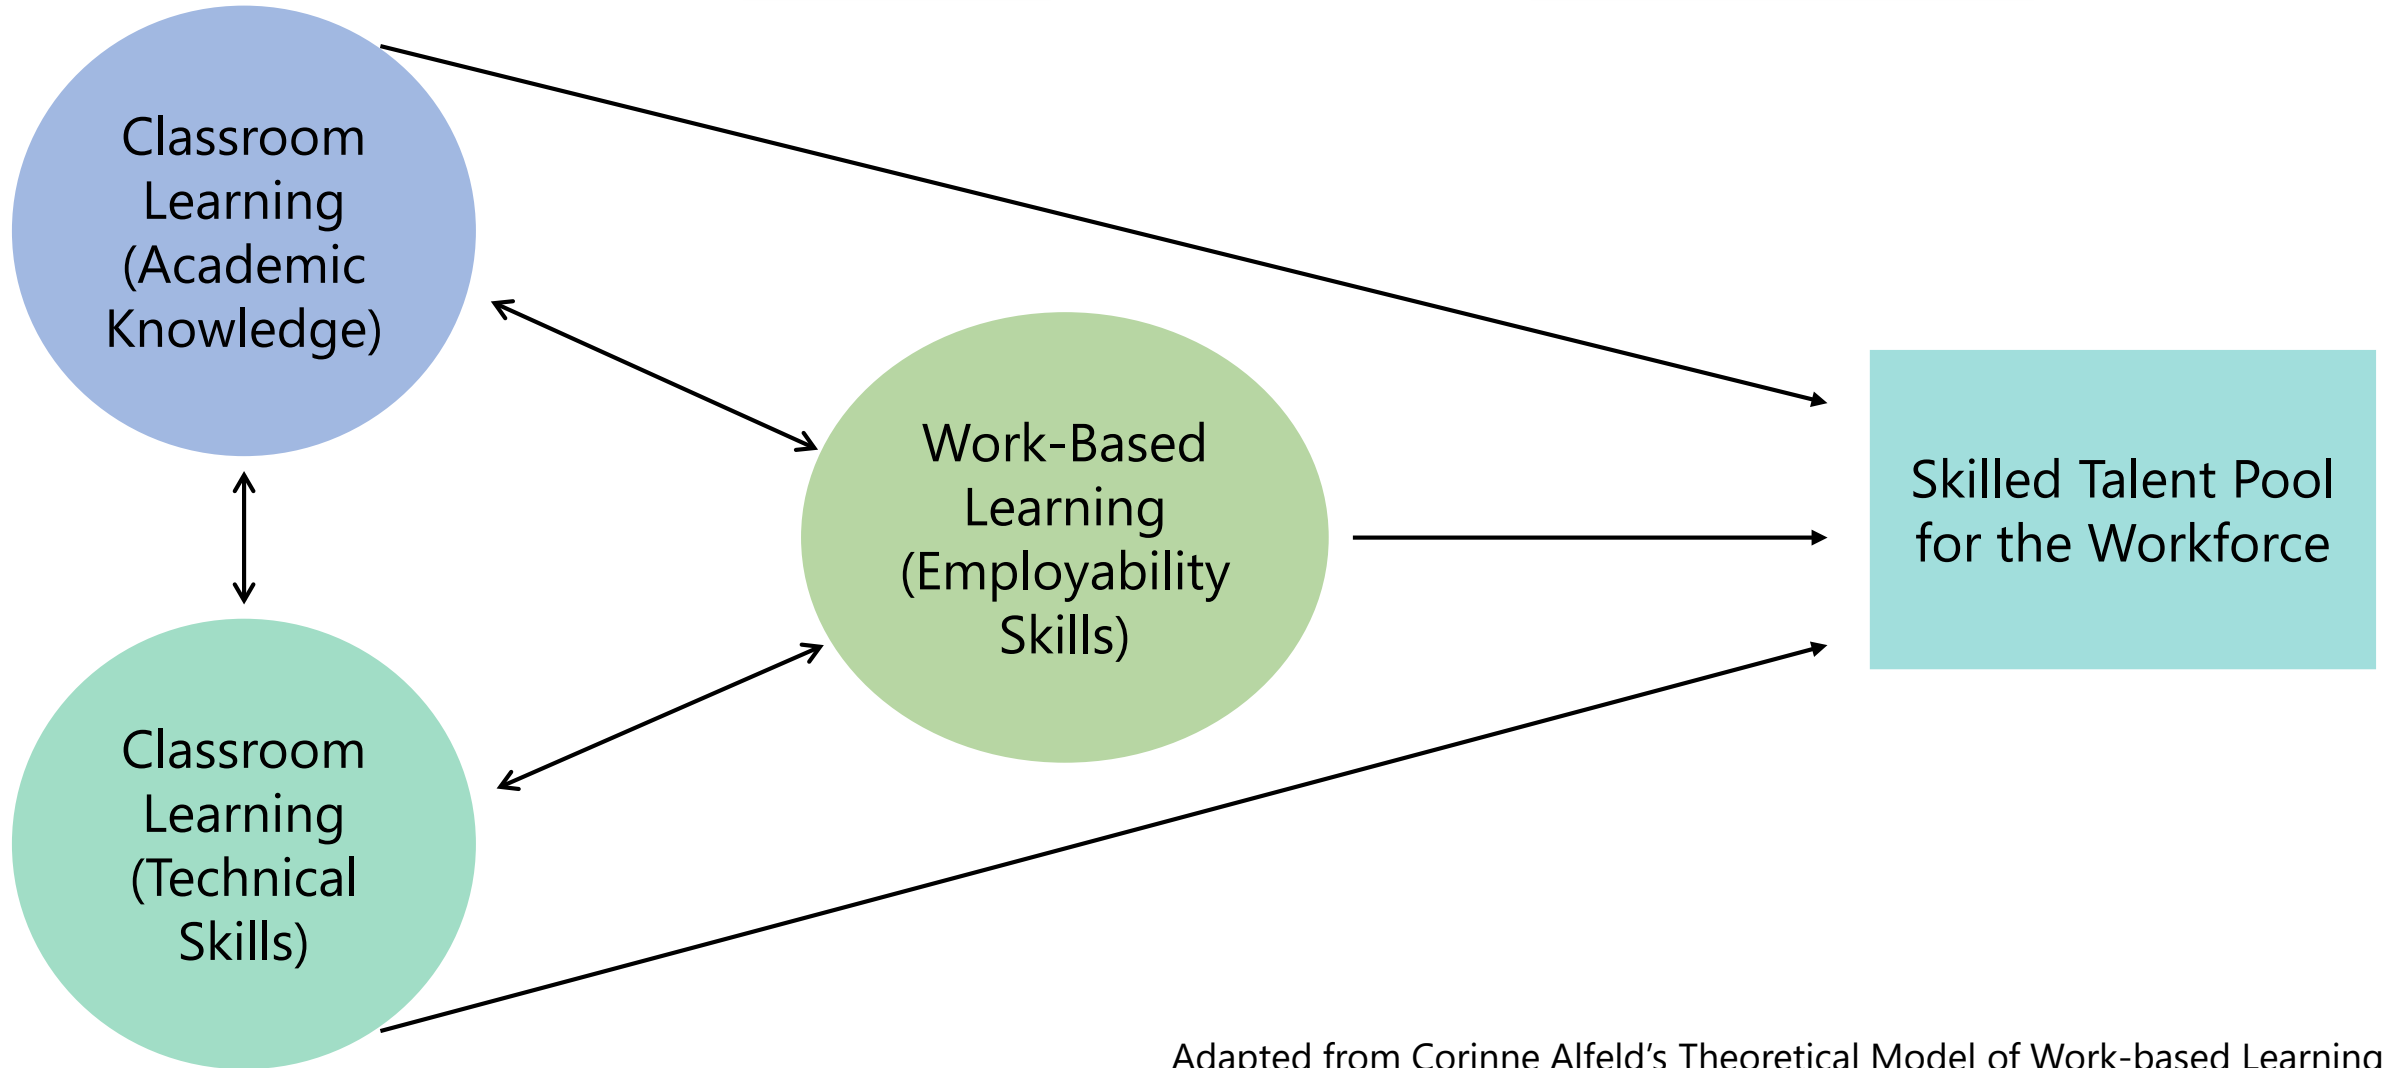 Classroom
Learning
(Academic
Knowledge)
Work-Based
Learning
(Employability
Skills)
Skilled Talent Pool
for the Workforce
Classroom
Learning
(Technical
Skills)
Adapted from Corinne Alfeld’s Theoretical Model of Work-based Learning